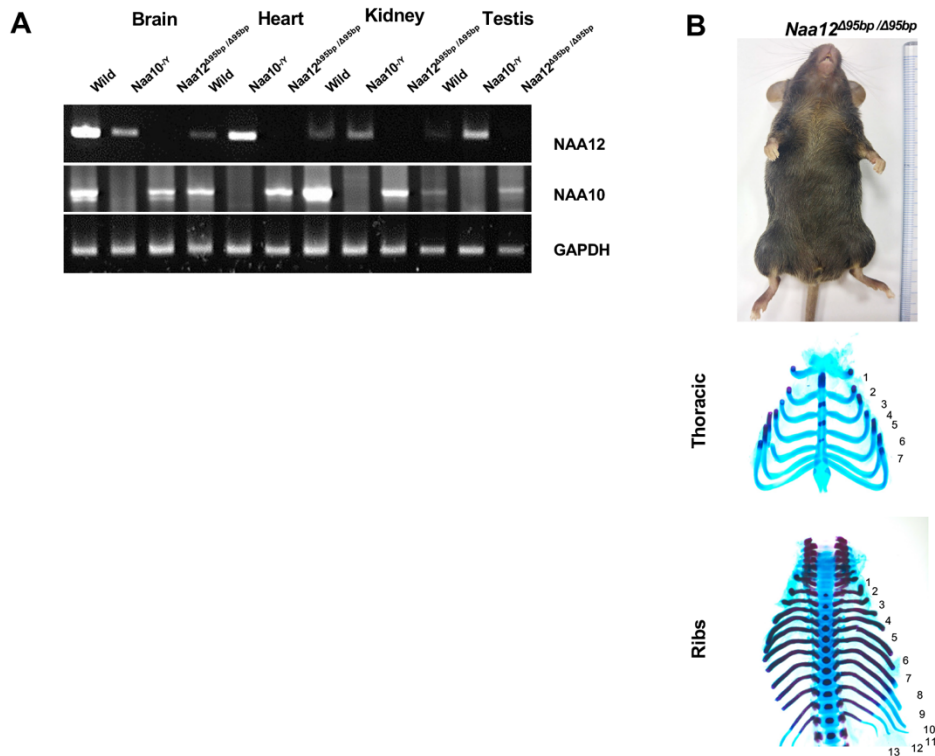 A
Brain Heart Kidney Testis
Wild Naa10-/Y Naa12Δ95bp/Δ95bp Wild Naa10-/Y Naa12Δ95bp/Δ95bp Wild Naa10-/Y Naa12Δ95bp/Δ95bp Wild Naa10-/Y Naa12Δ95bp/Δ95bp
NAA12
NAA10
GAPDH
B
Naa12Δ95bp/Δ95bp
Thoracic
1
2
3
4
5
6
7
Ribs
1
2
3
4
5
6
7
8
9
10
11
13 12